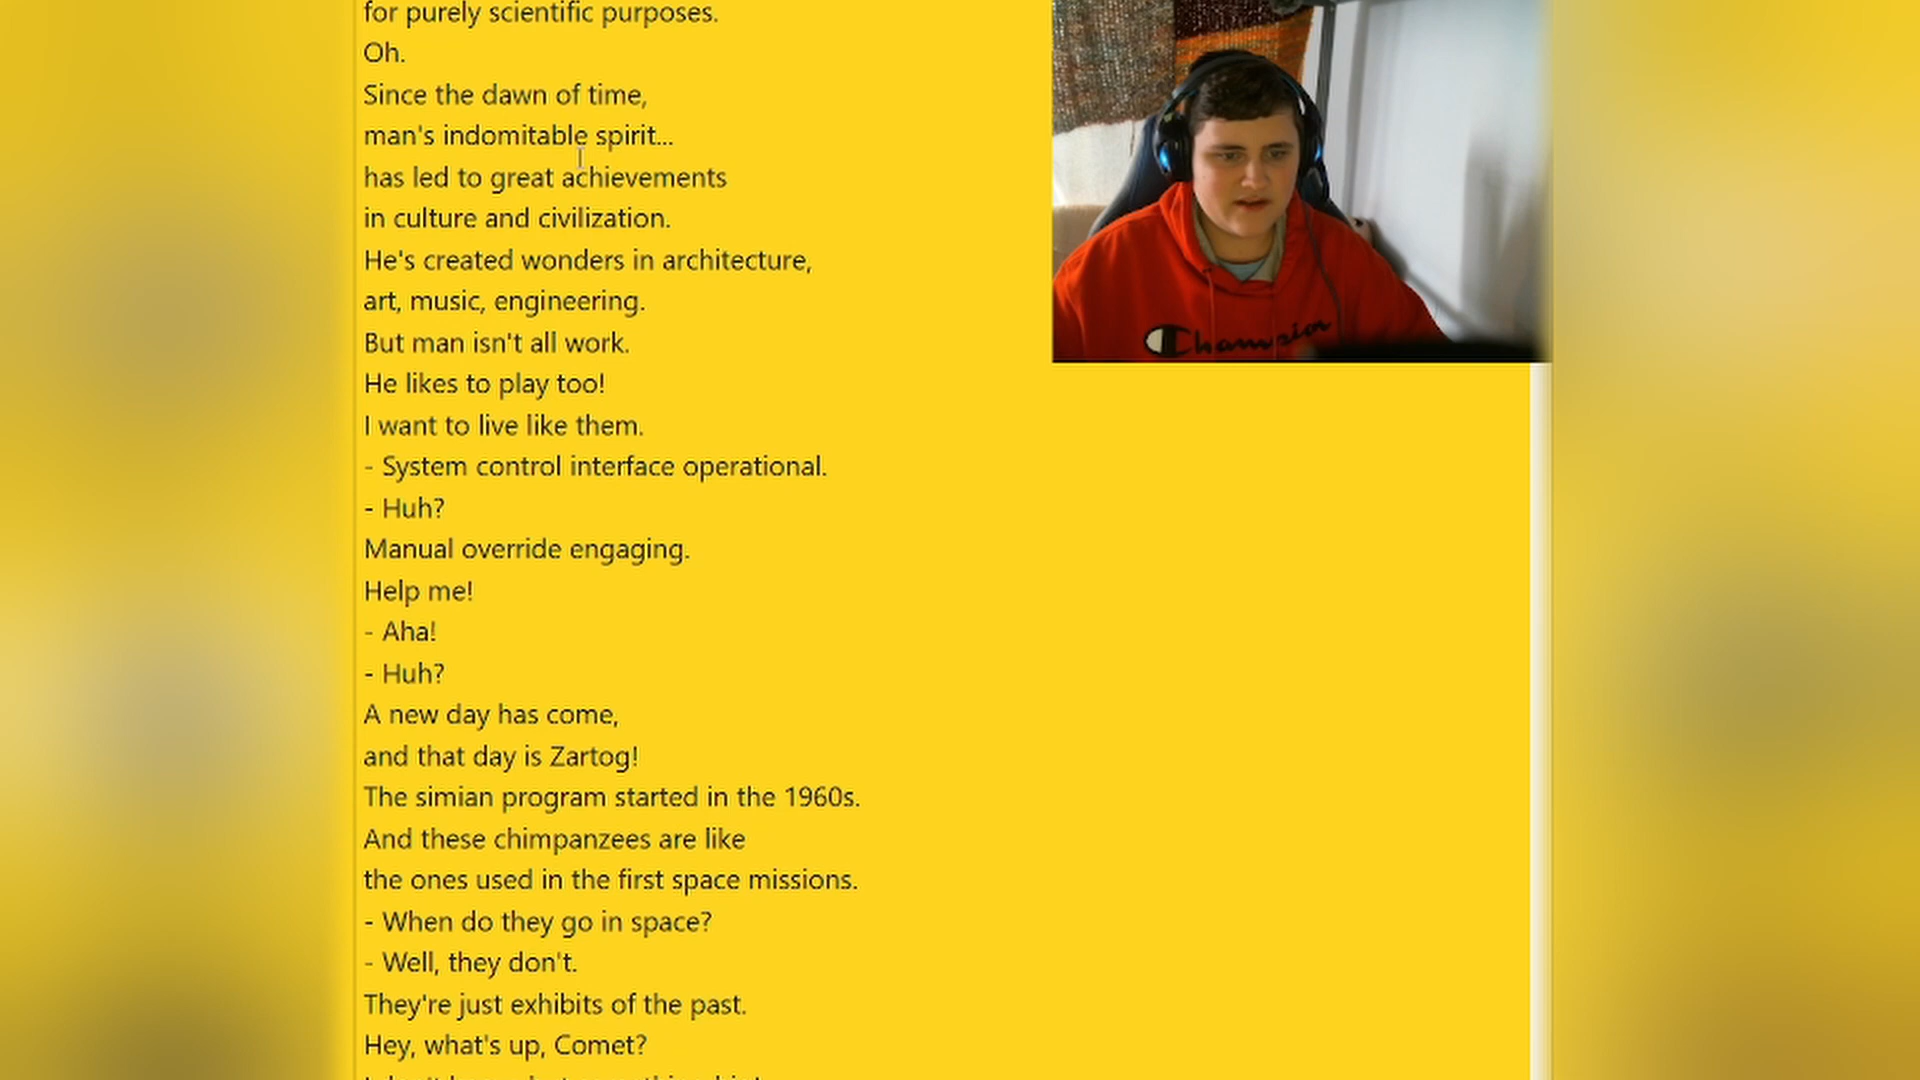 for purely scientific purposes.
Oh.
Since the dawn of time,
man's indomitable spirit...
has led to great achievements
in culture and civilization.
He's created wonders in architecture,
art, music, engineering.
But man isn't all work.
He likes to play too!
I want to live like them.
- System control interface operational.
- Huh?
Manual override engaging.
Help me!
- Aha!
- Huh?
A new day has come,
and that day is Zartog!
The simian program started in the 1960s.
And these chimpanzees are like
the ones used in the first space missions.
- When do they go in space?
- Well, they don't.
They're just exhibits of the past.
Hey, what's up, Comet?
Champion